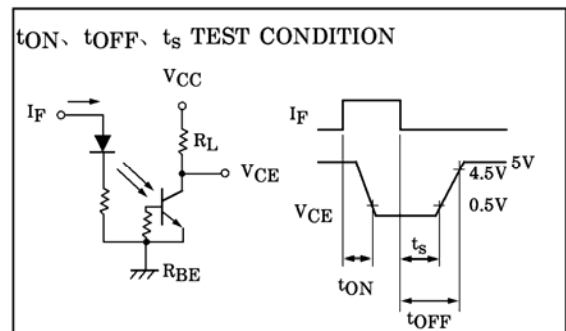 tON、tOFF、ts TEST CONDITION
VCC
IF
RL
VCE
RBE
IF
5V
4.5V
VCE
0.5V
ts
tON
tOFF